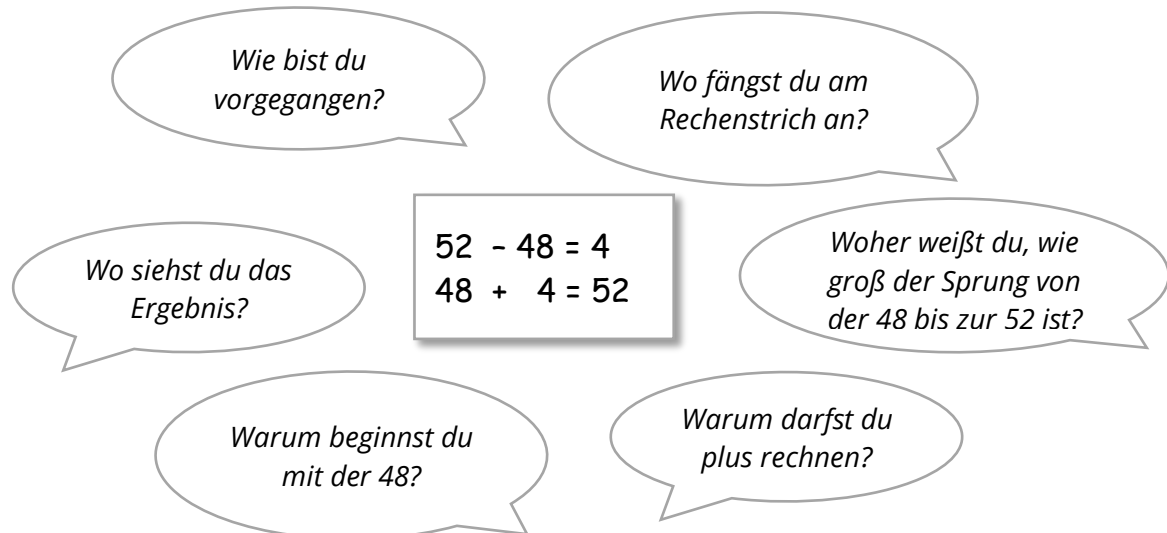 Wie bist du
vorgegangen?
Wo fängst du am
Rechenstrich an?
Wo siehst du das
Ergebnis?
52 – 48 = 4
48 + 4 = 52
Woher weißt du, wie
groß der Sprung von
der 48 bis zur 52 ist?
Warum beginnst du
mit der 48?
Warum darfst du
plus rechnen?